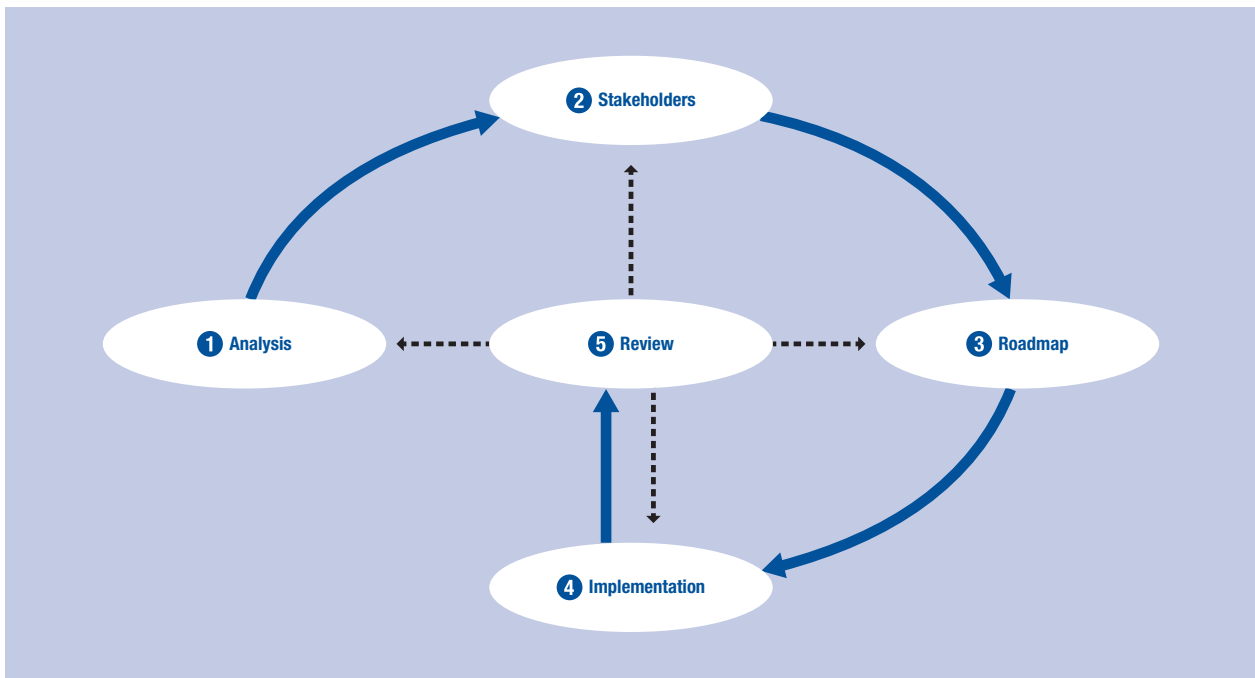 2 Stakeholders
1 Analysis
5 Review
3 Roadmap
4 Implementation